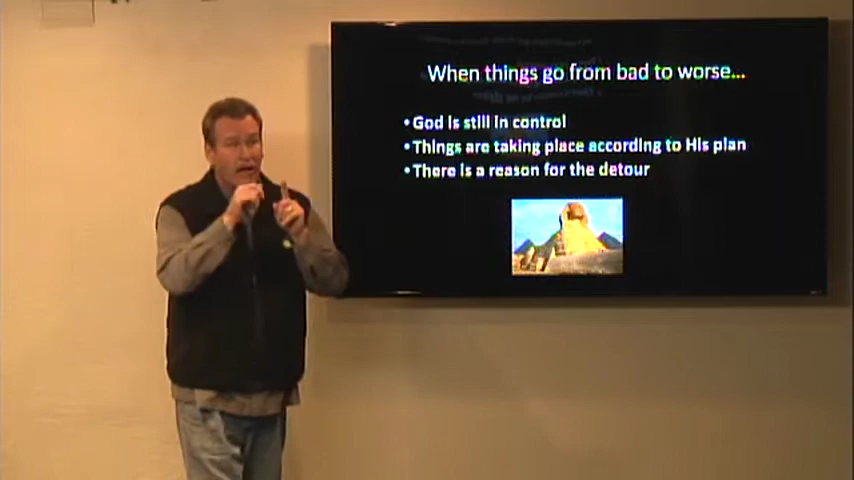 When things go from bad to worse...
• God is still in control
• Things are taking place according to His plan
• There is a reason for the detour